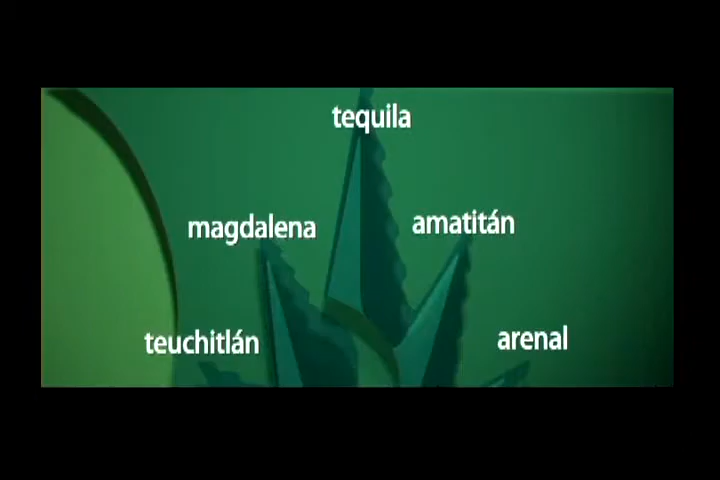 tequila
magdalena
amatitán
teuchitlán
arenal